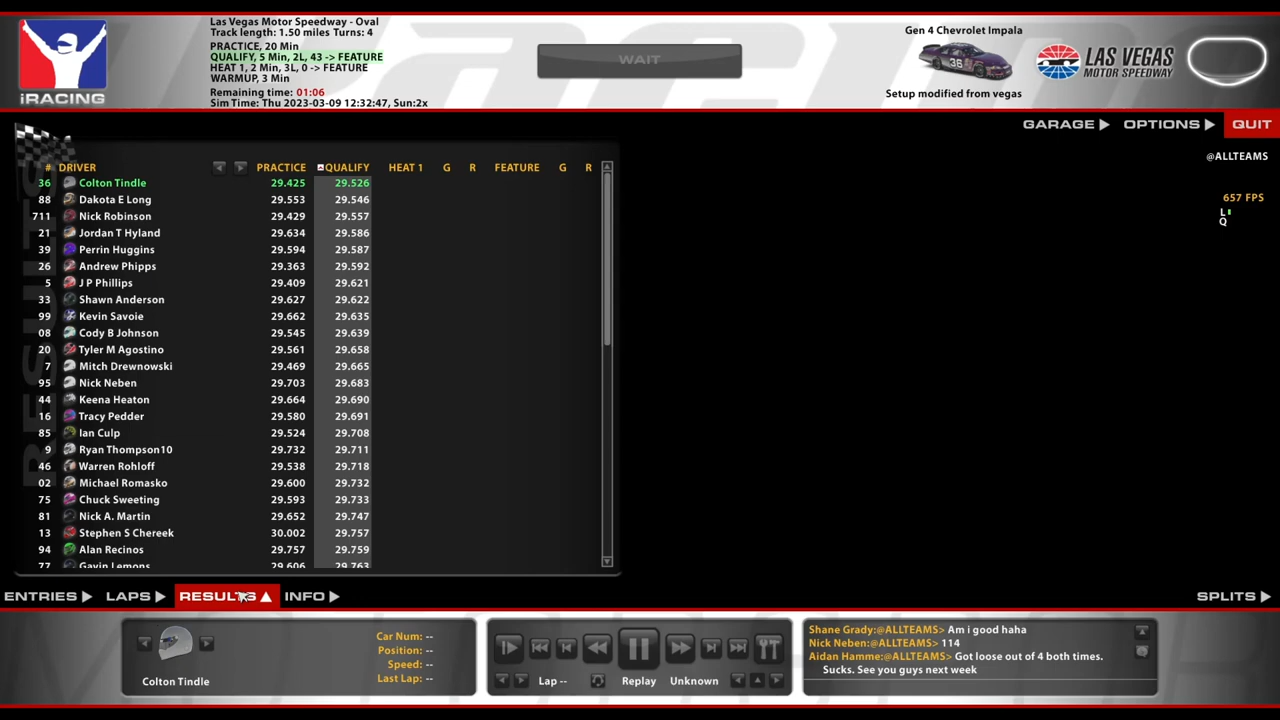 iRACING
Las Vegas Motor Speedway - Oval
Track length: 1.50 miles Turns: 4
PRACTICE, 20 Min
QUALIFY, 5 Min, 2L, 43 -> FEATURE
HEAT 1, 2 Min, 3L, 0 -> FEATURE
WARMUP, 3 Min
Remaining time: 01:06
Sim Time: Thu 2023-03-09 12:32:47, Sun:2x
WAIT
Gen 4 Chevrolet Impala
36
Setup modified from vegas
LAS VEGAS
MOTOR SPEEDWAY
GARAGE OPTIONS QUIT
@ALLTEAMS
657 FPS
L
Q
RESULTS
# DRIVER PRACTICE QUALIFY HEAT 1 G R FEATURE G R
36 Colton Tindle 29.425 29.526
88 Dakota E Long 29.553 29.546
711 Nick Robinson 29.429 29.557
21 Jordan T Hyland 29.634 29.586
39 Perrin Huggins 29.594 29.587
26 Andrew Phipps 29.363 29.592
5 J P Phillips 29.409 29.621
33 Shawn Anderson 29.627 29.622
99 Kevin Savoie 29.662 29.635
08 Cody B Johnson 29.545 29.639
20 Tyler M Agostino 29.561 29.658
7 Mitch Drewnowski 29.469 29.665
95 Nick Neben 29.703 29.683
44 Keena Heaton 29.664 29.690
16 Tracy Pedder 29.580 29.691
85 Ian Culp 29.524 29.708
9 Ryan Thompson10 29.732 29.711
46 Warren Rohloff 29.538 29.718
02 Michael Romasko 29.600 29.732
75 Chuck Sweeting 29.593 29.733
81 Nick A. Martin 29.652 29.747
13 Stephen S Chereek 30.002 29.757
94 Alan Recinos 29.757 29.759
77 Gavin Lemons 29.606 29.763
ENTRIES LAPS RESULTS INFO SPLITS
Colton Tindle
Car Num: --
Position: --
Speed: --
Last Lap: --
Lap -- Replay Unknown
Shane Grady:@ALLTEAMS> Am i good haha
Nick Neben:@ALLTEAMS> 114
Aidan Hamme:@ALLTEAMS> Got loose out of 4 both times.
Sucks. See you guys next week